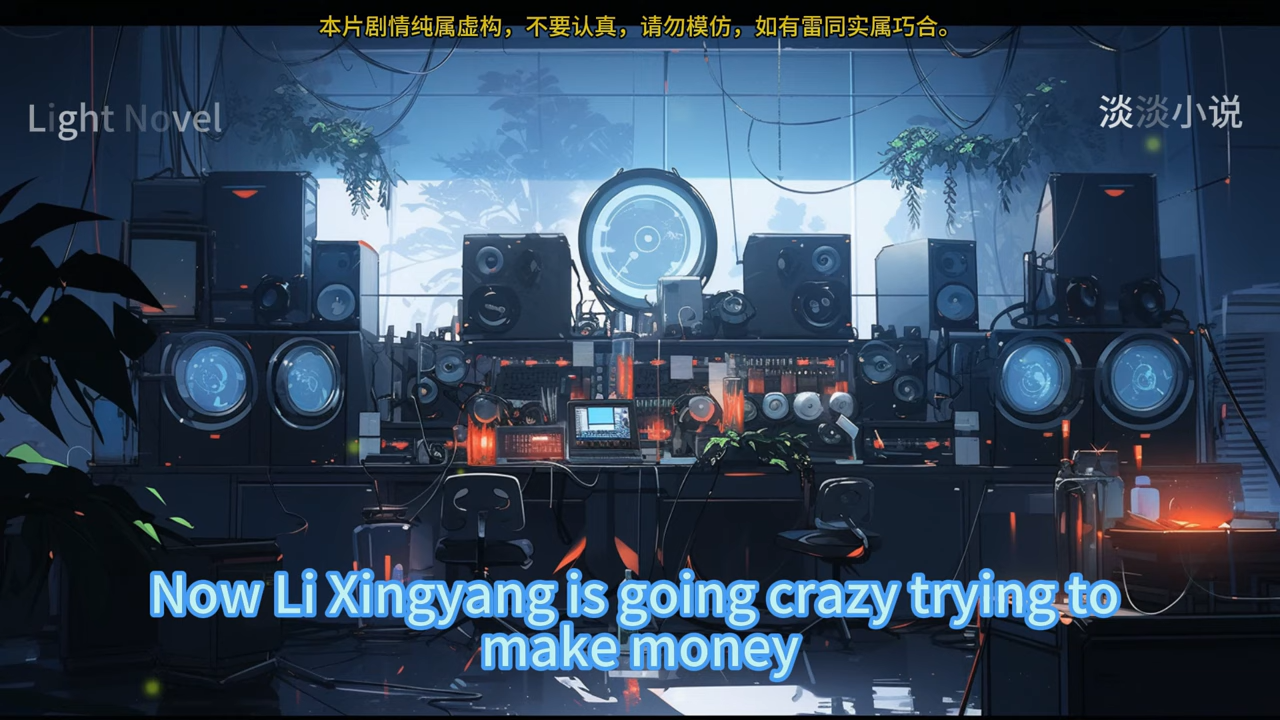 本片剧情纯属虚构，不要认真，请勿模仿，如有雷同实属巧合。
Light Novel
淡淡小说
Now Li Xingyang is going crazy trying to
make money